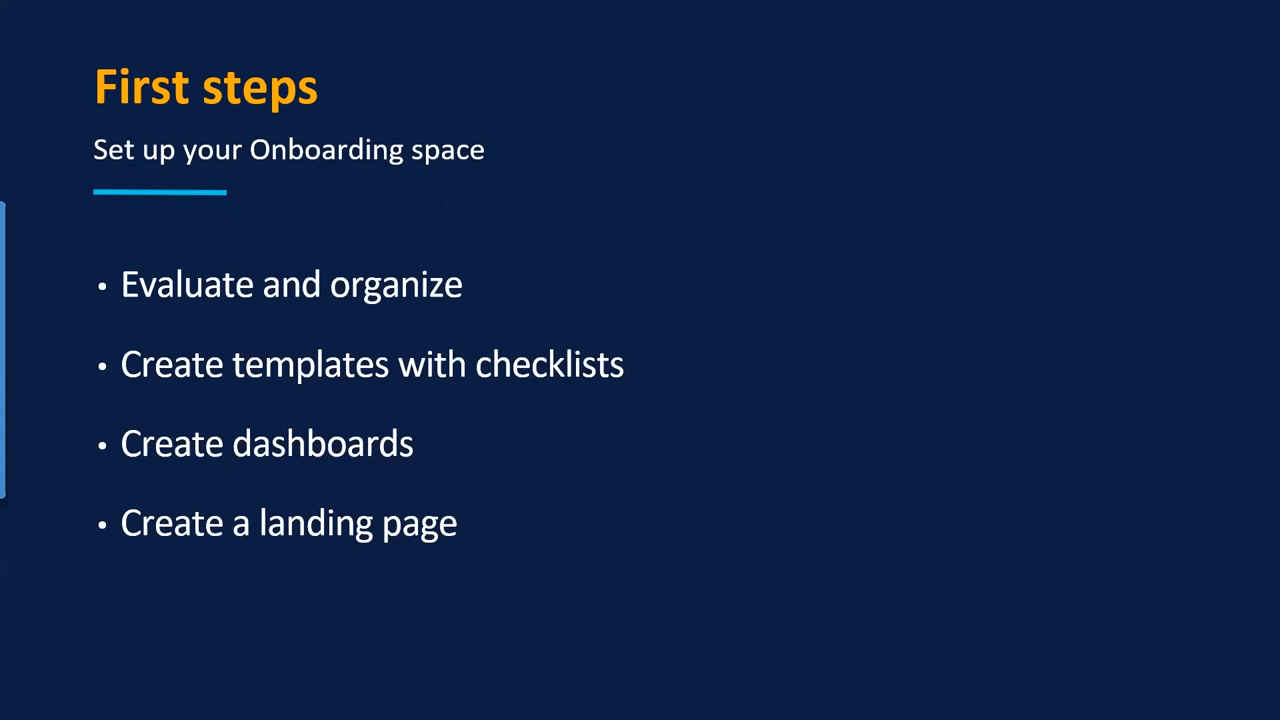 First steps
Set up your Onboarding space
• Evaluate and organize
• Create templates with checklists
• Create dashboards
• Create a landing page